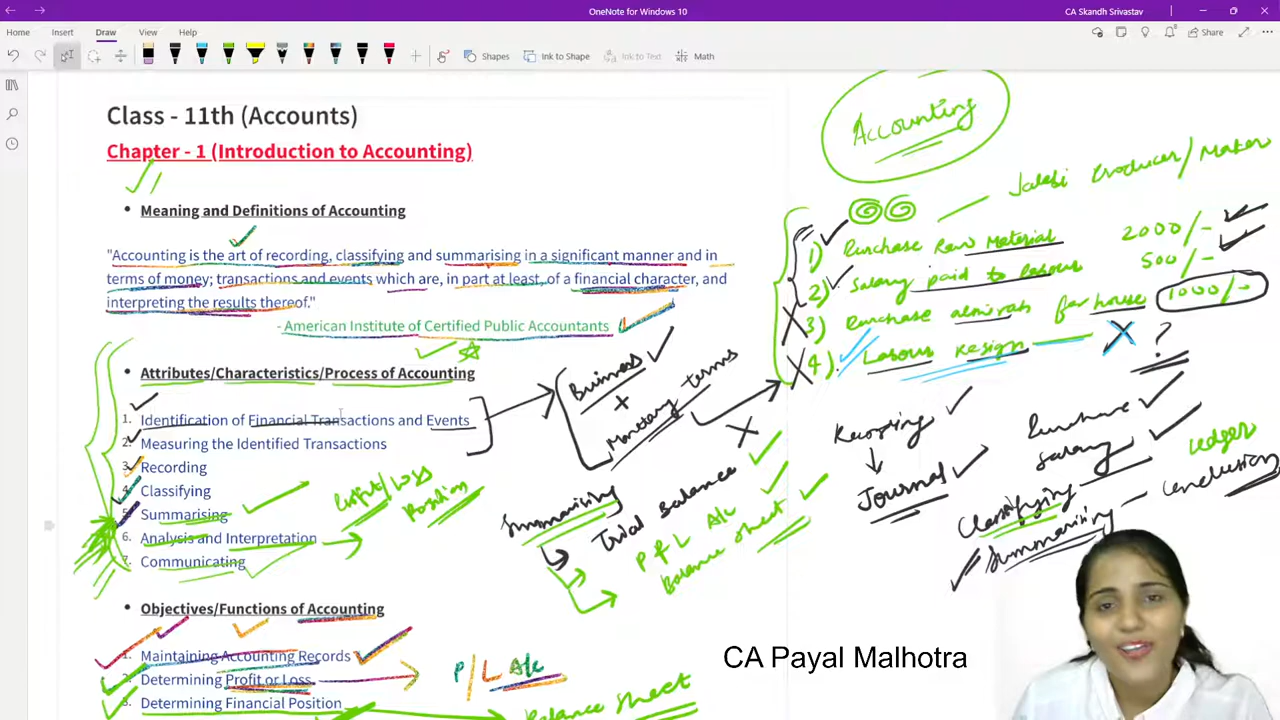 OneNote for Windows 10
CA Skandh Srivastav
Home Insert Draw View Help
Share
Shapes Ink to Shape Ink to Text Math
Class - 11th (Accounts)
Chapter - 1 (Introduction to Accounting)
• Meaning and Definitions of Accounting
"Accounting is the art of recording, classifying and summarising in a significant manner and in
terms of money; transactions and events which are, in part at least, of a financial character, and
interpreting the results thereof."
- American Institute of Certified Public Accountants
• Attributes/Characteristics/Process of Accounting
1. Identification of Financial Transactions and Events
2. Measuring the Identified Transactions
3. Recording
4. Classifying
5. Summarising
6. Analysis and Interpretation
7. Communicating
Profit/Loss
Position
• Objectives/Functions of Accounting
1. Maintaining Accounting Records
2. Determining Profit or Loss
3. Determining Financial Position
P/L A/c
Balance Sheet
Business
+
Monetary terms
Summarising
Trial Balance
P & L A/c
Balance Sheet
Accounting
Jalebi Producer/Maker
1) Purchase Raw Material 2000/-
2) Salary paid to labour 500/-
3) Purchase almirah for house 1000/-
4) Labour Resign ?
Recording
Journal
Purchase
Salary
Classifying Ledger
Summarising Conclusion
CA Payal Malhotra